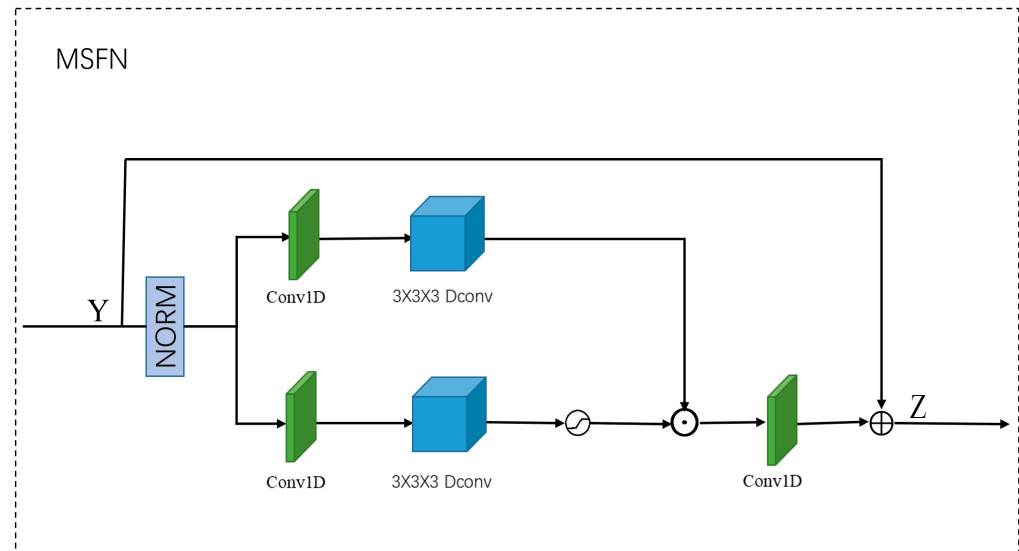 MSFN
Conv1D
3X3X3 Dconv
Y
NORM
Z
Conv1D
3X3X3 Dconv
Conv1D